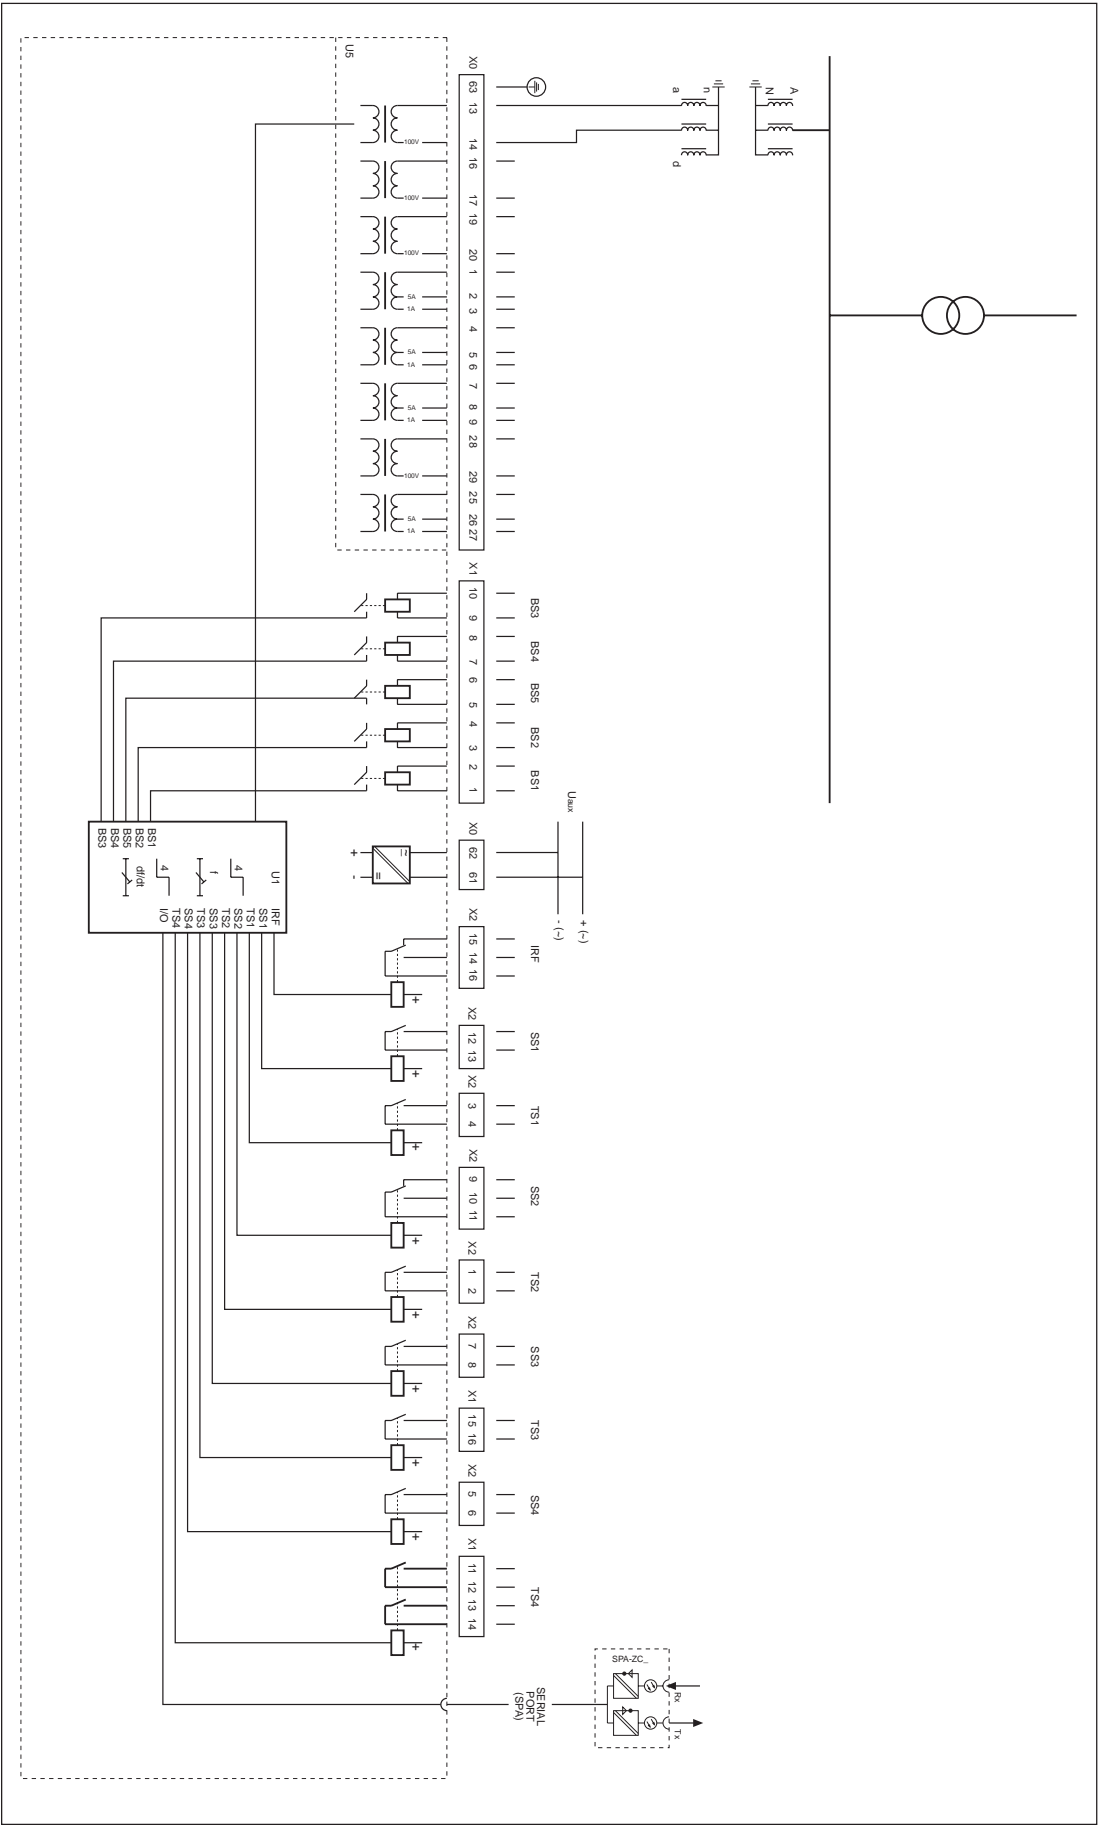 U5
X0
63
13
14
16
17
19
20
1
2
3
4
5
6
7
8
9
28
29
25
26
27
100V
100V
100V
5A
1A
5A
1A
5A
1A
100V
5A
1A
a
n
d
A
N
X1
10
9
8
7
6
5
4
3
2
1
BS3
BS4
BS5
BS2
BS1
Uaux
X0
62
61
+ (~)
- (~)
+
-
~
=
U1
BS1
BS2
BS5
BS4
BS3
4
f
4
df/dt
IRF
SS1
TS1
SS2
TS2
SS3
TS3
SS4
TS4
I/O
X2
15
14
16
IRF
+
X2
12
13
SS1
+
X2
3
4
TS1
+
X2
9
10
11
SS2
+
X2
1
2
TS2
+
X2
7
8
SS3
+
X1
15
16
TS3
+
X2
5
6
SS4
+
X1
11
12
13
14
TS4
+
SERIAL
PORT
(SPA)
SPA-ZC_
Rx
Tx